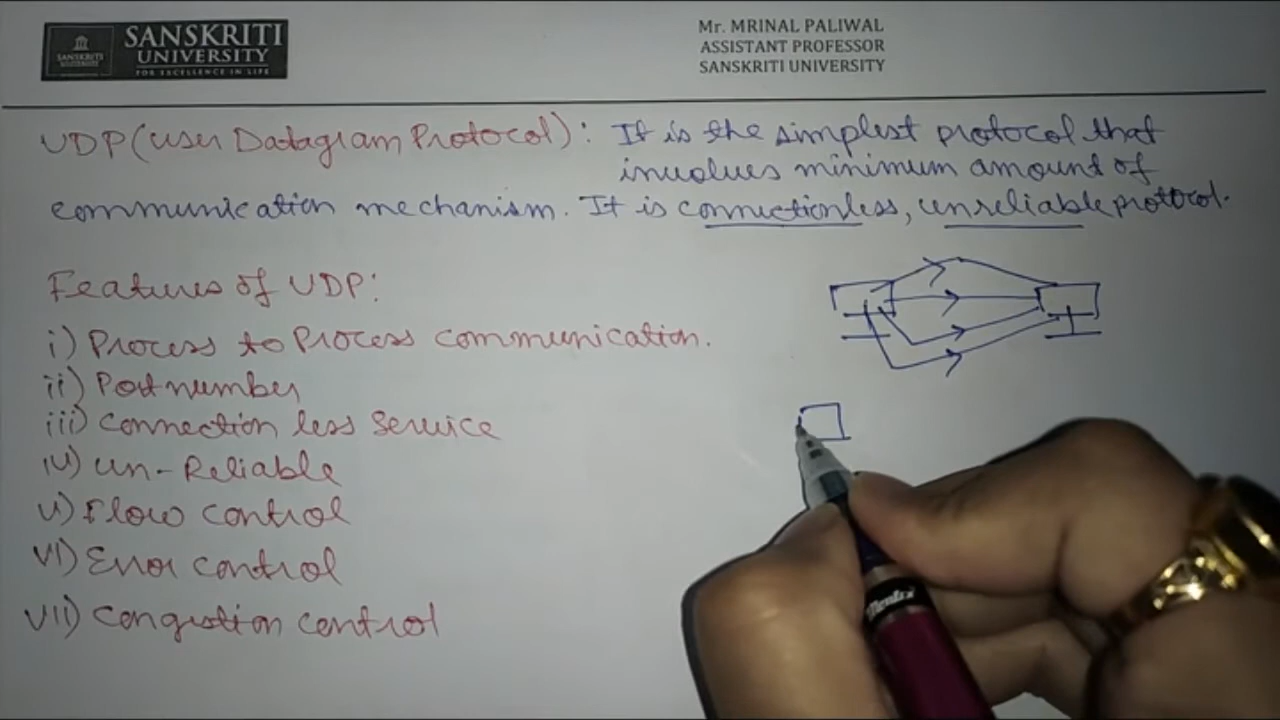 SANSKRITI
UNIVERSITY
FOR EXCELLENCE IN LIFE
SANSKRITI
Mr. MRINAL PALIWAL
ASSISTANT PROFESSOR
SANSKRITI UNIVERSITY
UDP (User Datagram Protocol) : It is the simplest protocol that
involves minimum amount of
communication mechanism. It is connectionless, unreliable protocol.
Features of UDP:
i) Process to Process communication.
ii) Port number
iii) Connection less Service
iv) Un-Reliable
v) Flow control
vi) Error control
vii) Congestion control